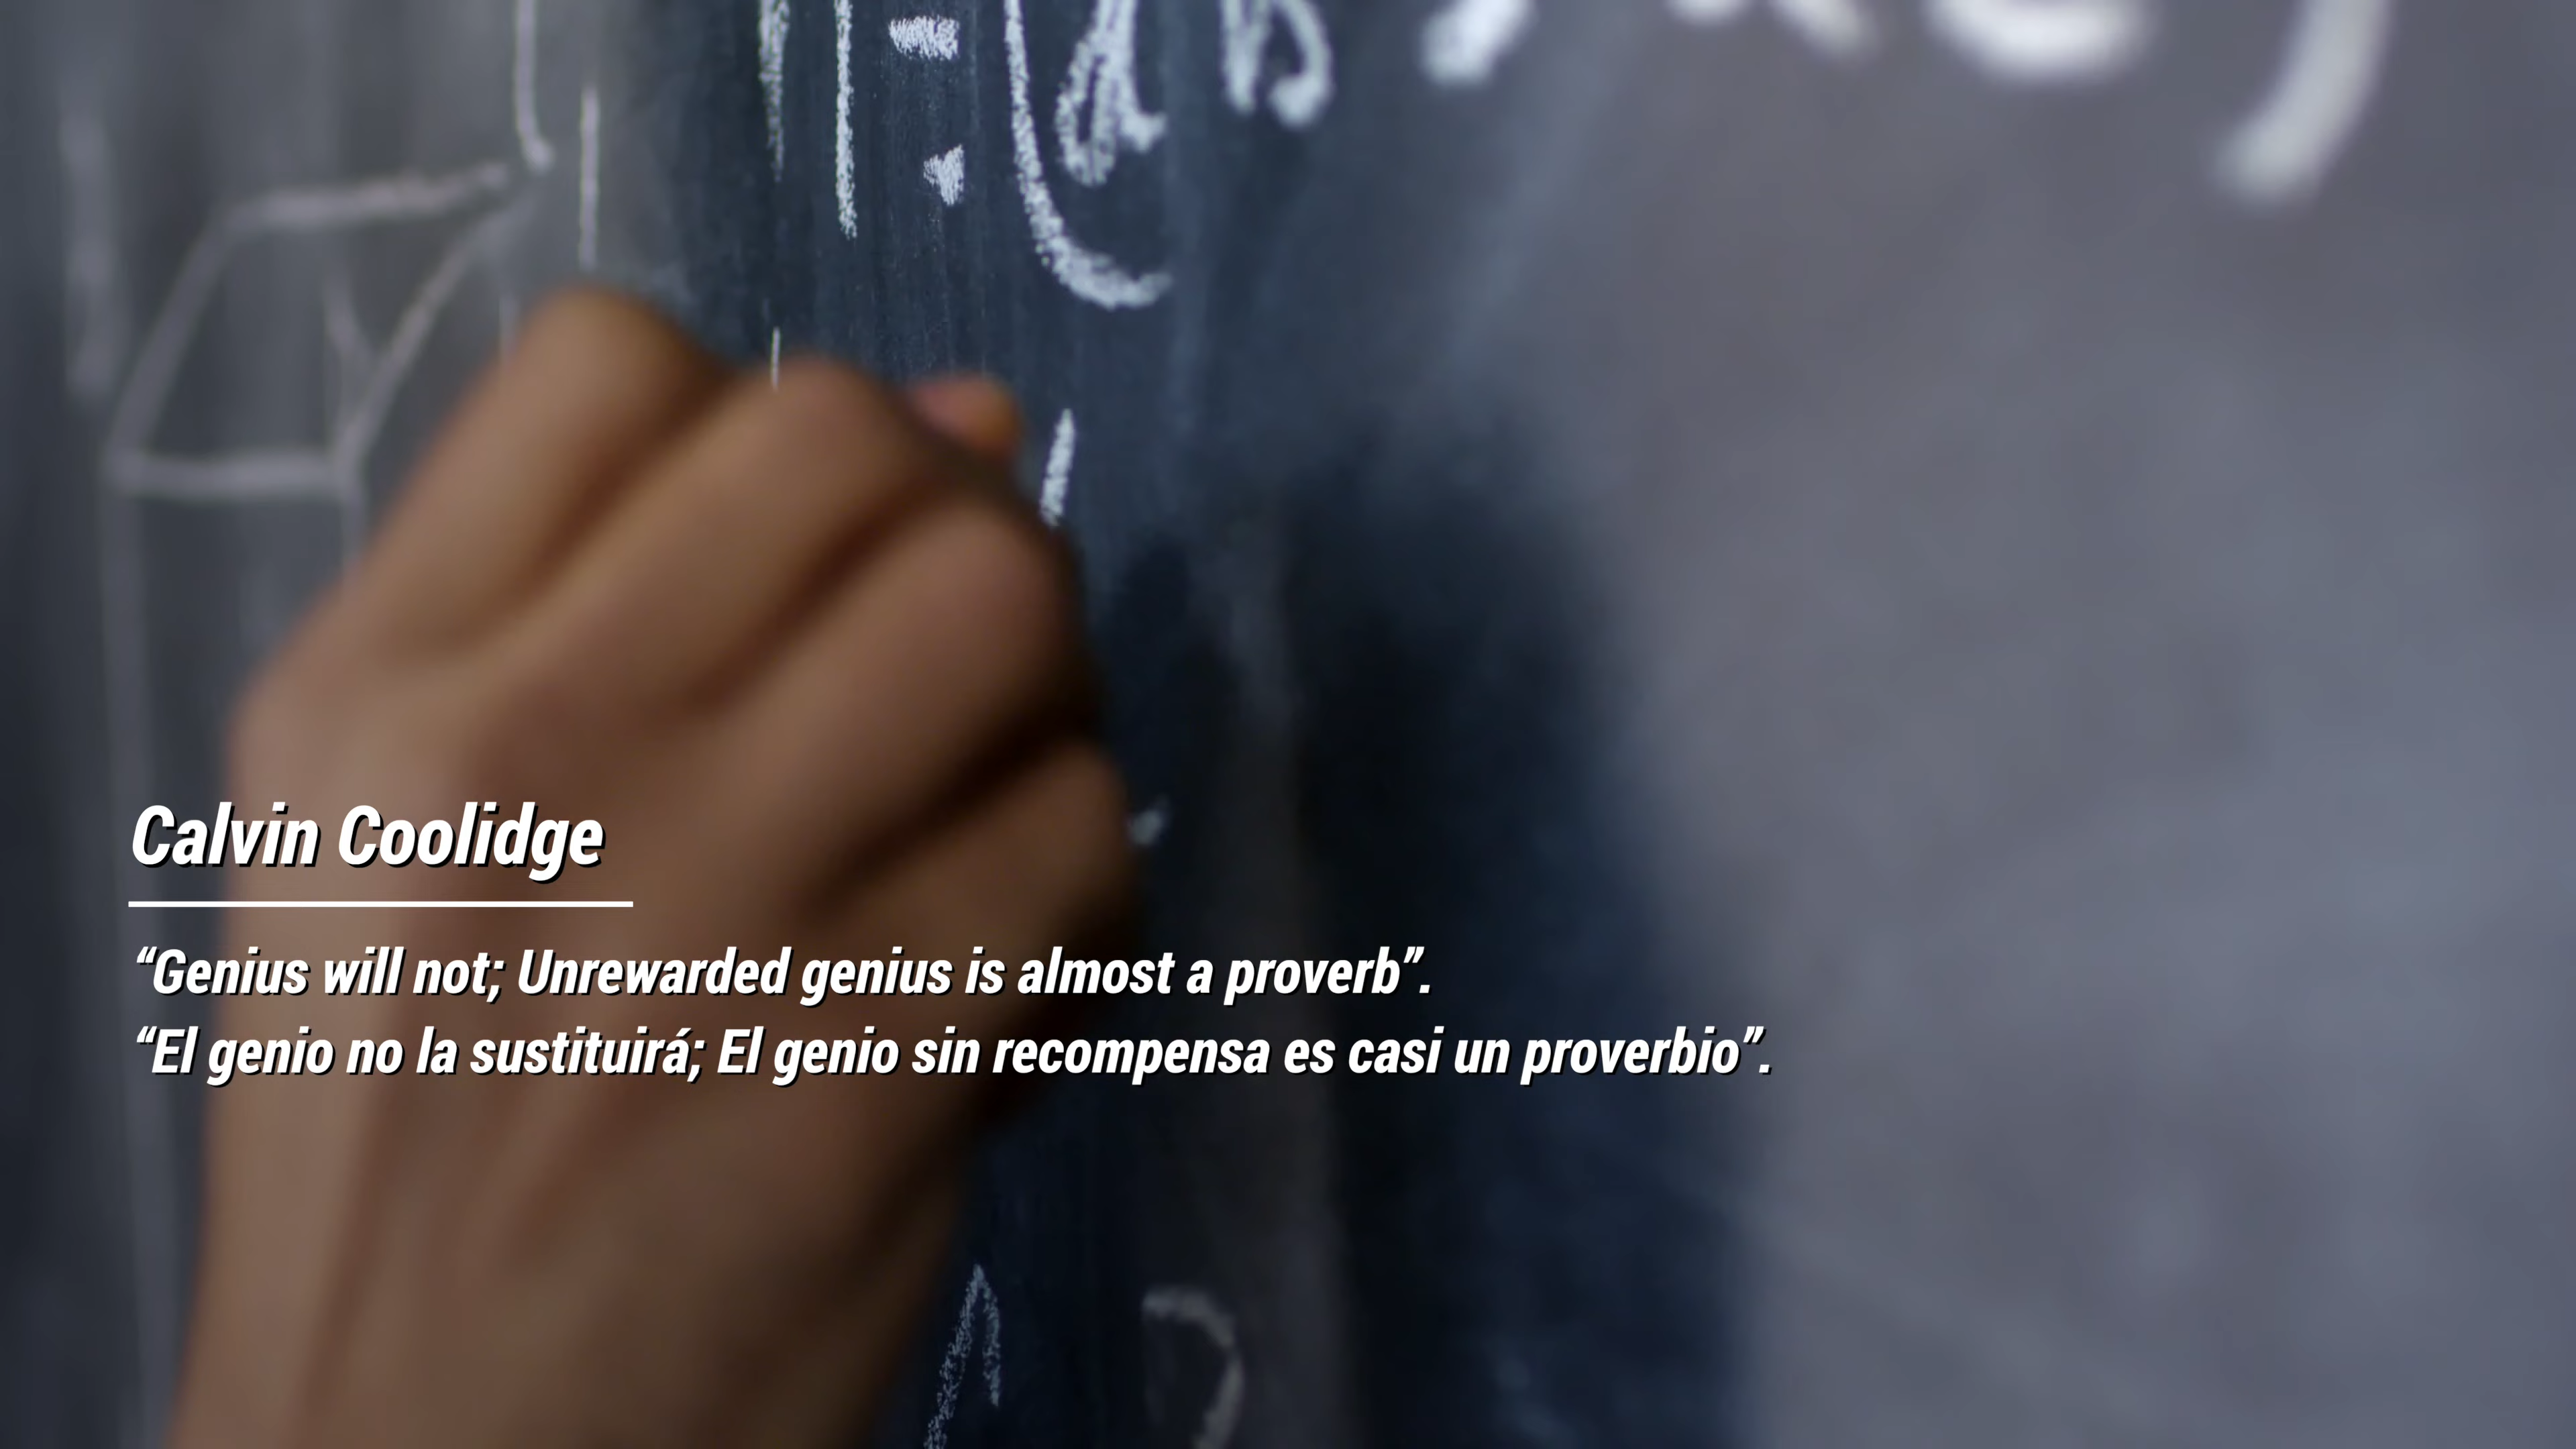 Calvin Coolidge
“Genius will not; Unrewarded genius is almost a proverb”.
“El genio no la sustituirá; El genio sin recompensa es casi un proverbio”.